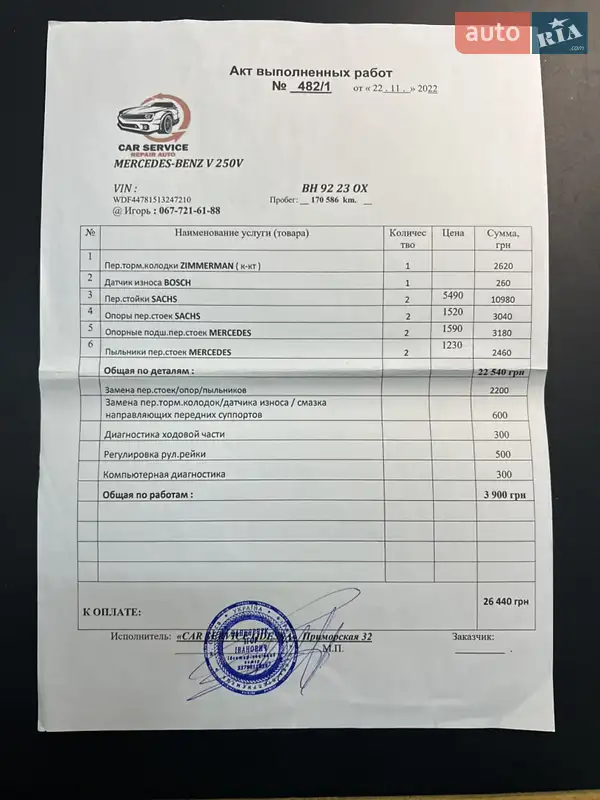 auto RIA .com
Акт выполненных работ
№ 482/1 от « 22 . 11 . » 2022
CAR SERVICE
REPAIR AUTO
MERCEDES-BENZ V 250V
VIN : BH 92 23 OX
WDF44781513247210 Пробег: 170 586 km.
@ Игорь : 067-721-61-88
№ Наименование услуги (товара) Количес тво Цена Сумма, грн
1 Пер.торм.колодки ZIMMERMAN ( к-кт ) 1 2620
2 Датчик износа BOSCH 1 260
3 Пер.стойки SACHS 2 5490 10980
4 Опоры пер.стоек SACHS 2 1520 3040
5 Опорные подш.пер.стоек MERCEDES 2 1590 3180
6 Пыльники пер.стоек MERCEDES 2 1230 2460
Общая по деталям : 22 540 грн
Замена пер.стоек/опор/пыльников 2200
Замена пер.торм.колодок/датчика износа / смазка
направляющих передних суппортов 600
Диагностика ходовой части 300
Регулировка рул.рейки 500
Компьютерная диагностика 300
Общая по работам : 3 900 грн
26 440 грн
К ОПЛАТЕ:
Исполнитель: «CAR Приморская 32 Заказчик:
М.П.
УКРАЇНА
ІГОР
ІВАНОВИЧ